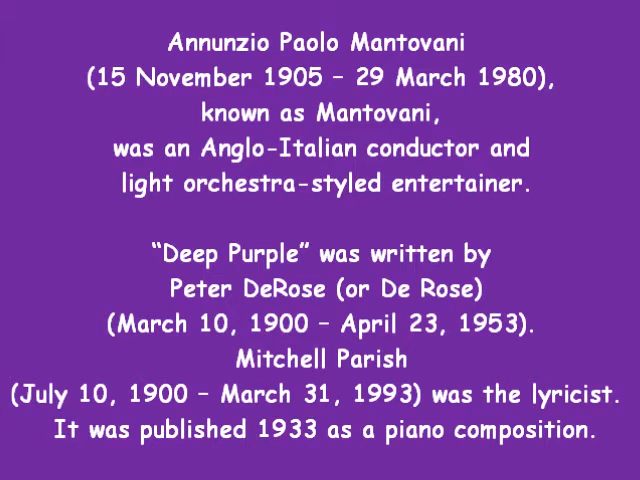 Annunzio Paolo Mantovani
(15 November 1905 – 29 March 1980),
known as Mantovani,
was an Anglo-Italian conductor and
light orchestra-styled entertainer.
“Deep Purple” was written by
Peter DeRose (or De Rose)
(March 10, 1900 – April 23, 1953).
Mitchell Parish
(July 10, 1900 – March 31, 1993) was the lyricist.
It was published 1933 as a piano composition.